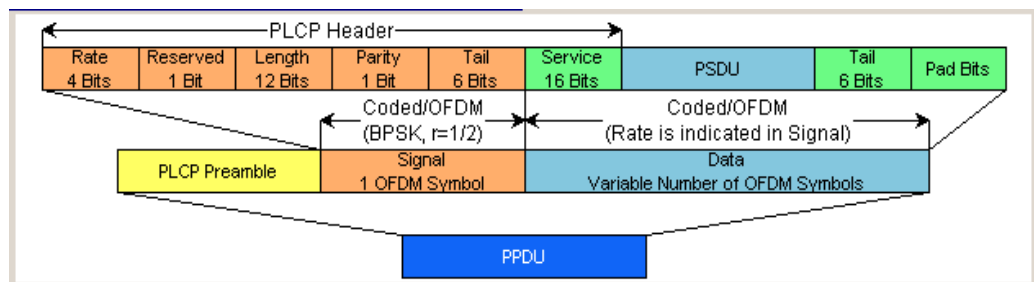 PLCP Header
Rate
4 Bits
Reserved
1 Bit
Length
12 Bits
Parity
1 Bit
Tail
6 Bits
Service
16 Bits
PSDU
Tail
6 Bits
Pad Bits
Coded/OFDM
(BPSK, r=1/2)
Coded/OFDM
(Rate is indicated in Signal)
PLCP Preamble
Signal
1 OFDM Symbol
Data
Variable Number of OFDM Symbols
PPDU